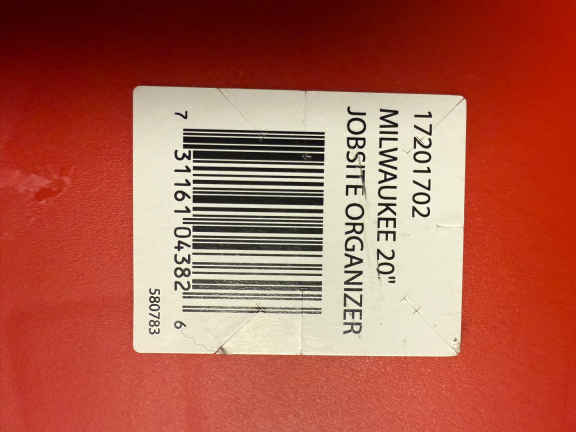 17201702
MILWAUKEE 20"
JOBSITE ORGANIZER
7 31161 04382 6
580783